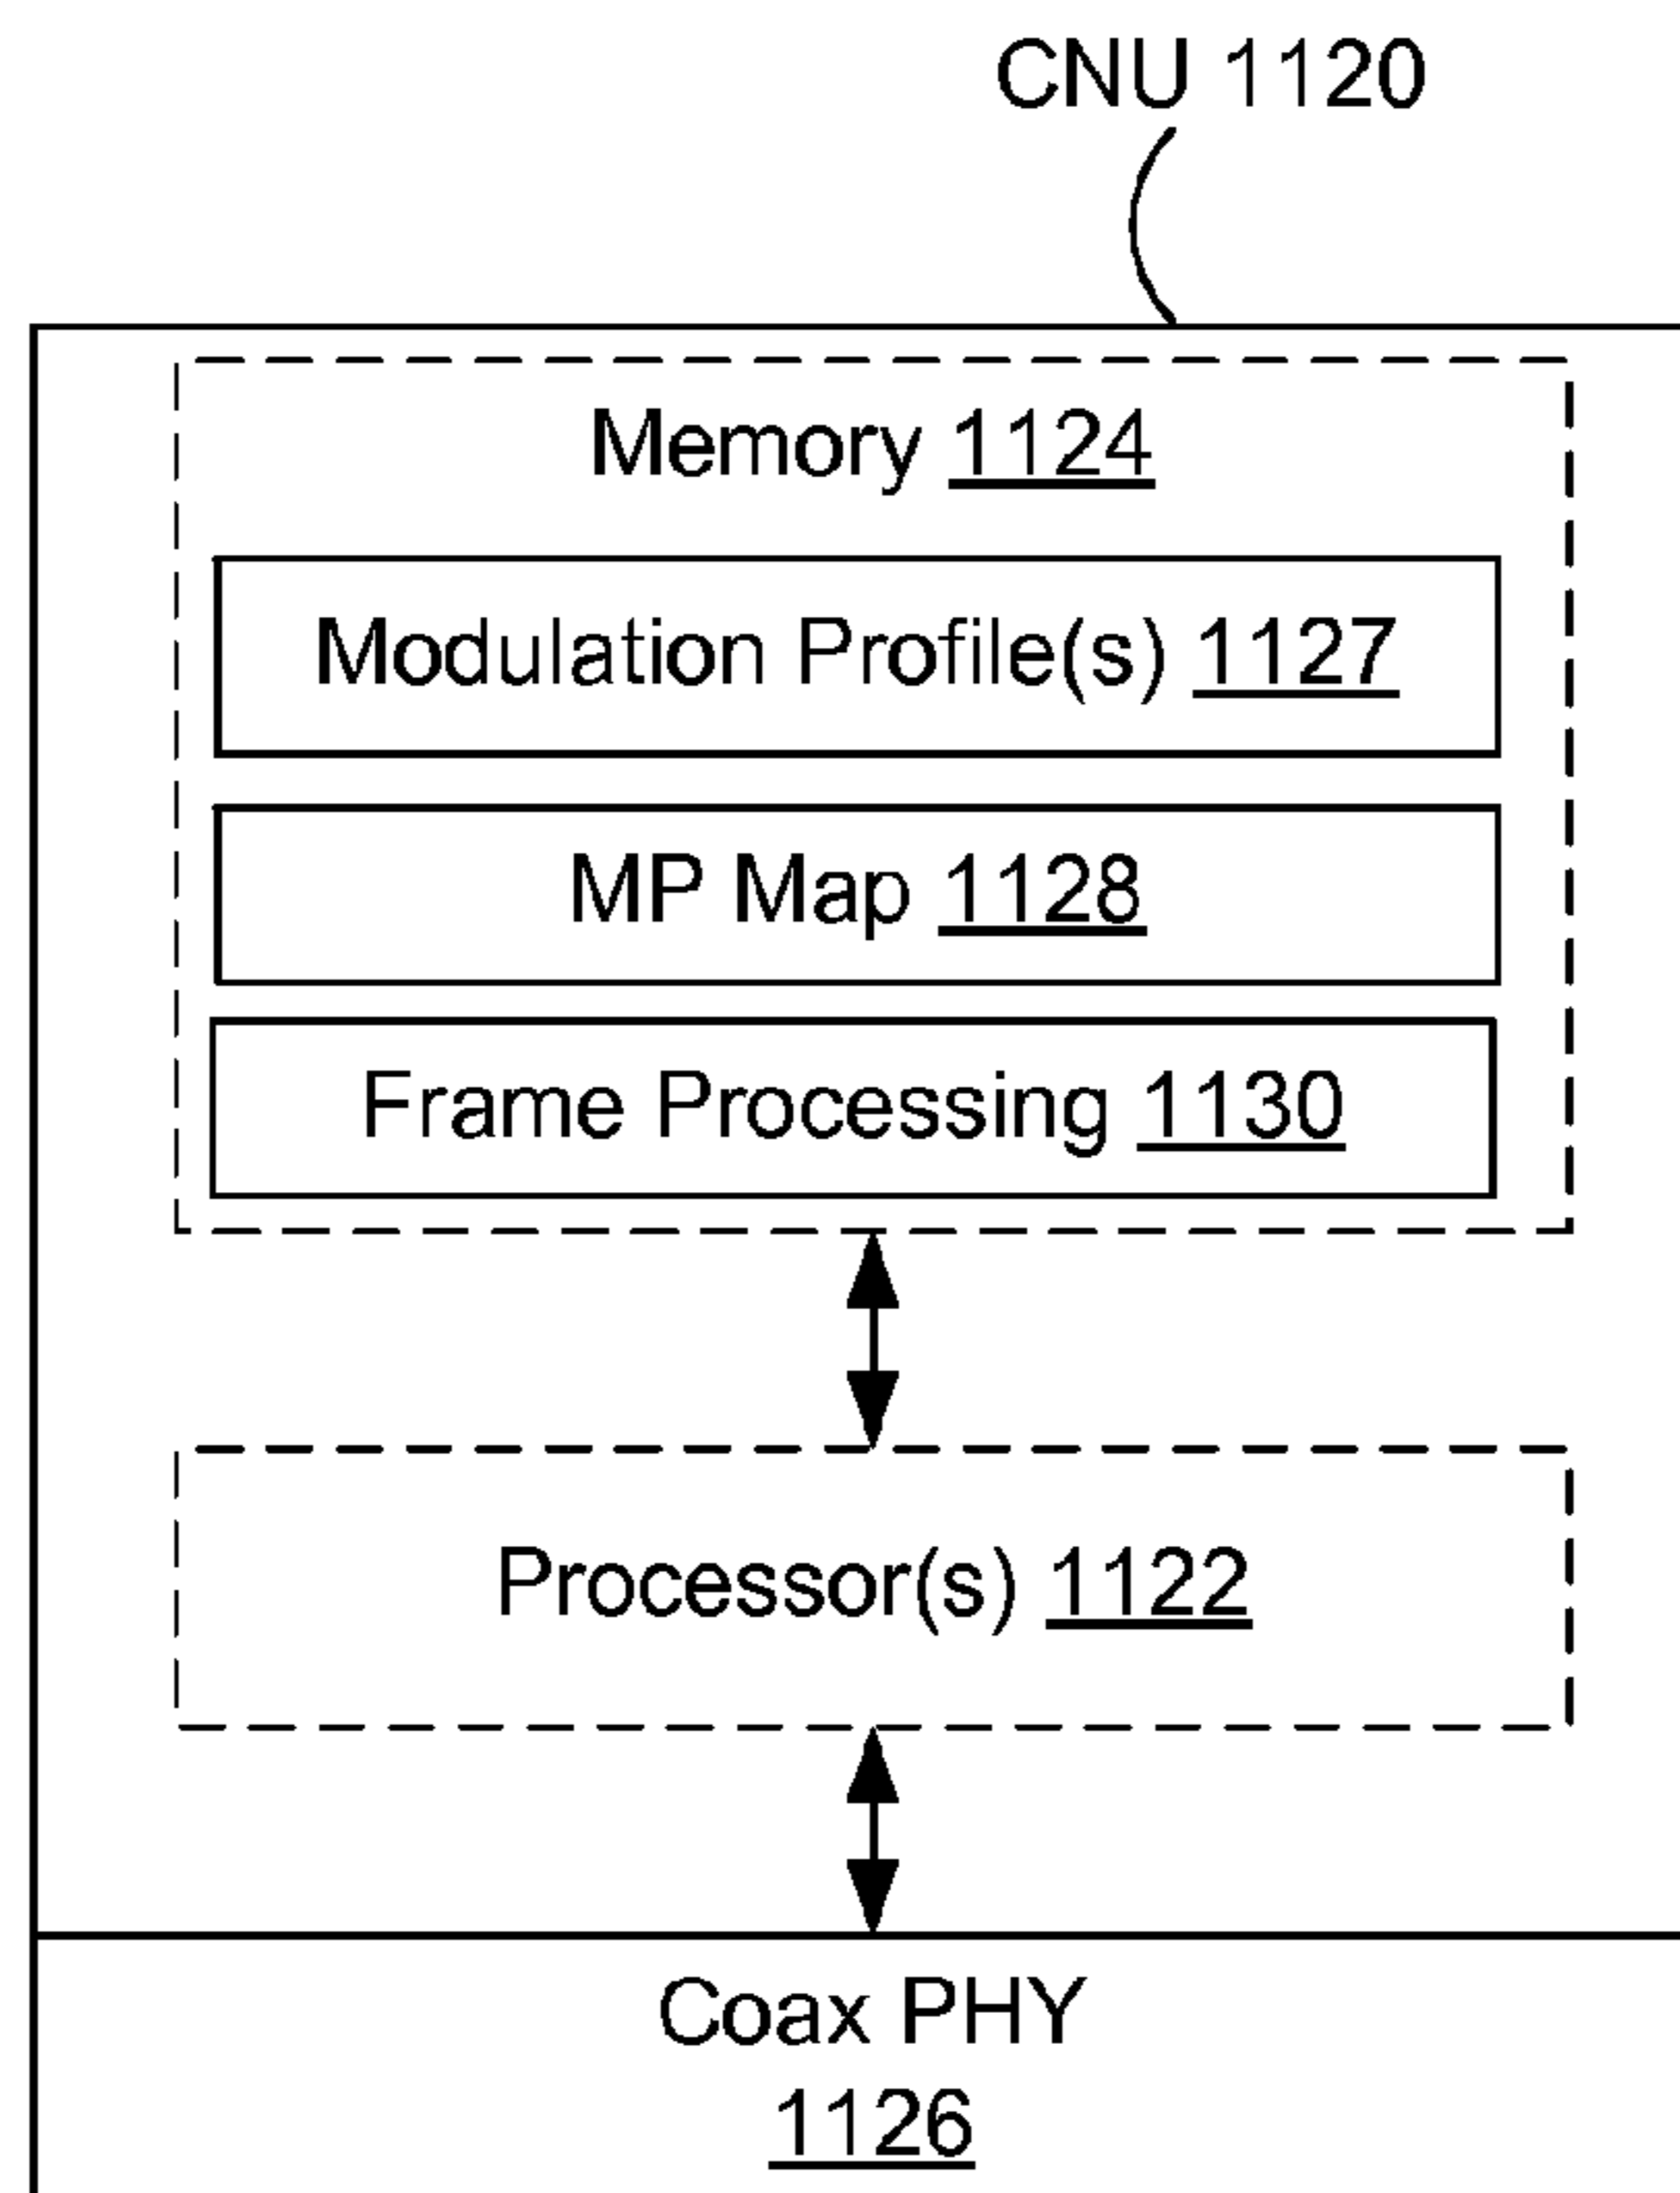 CNU 1120
Memory 1124
Modulation Profile(s) 1127
MP Map 1128
Frame Processing 1130
Processor(s) 1122
Coax PHY
1126